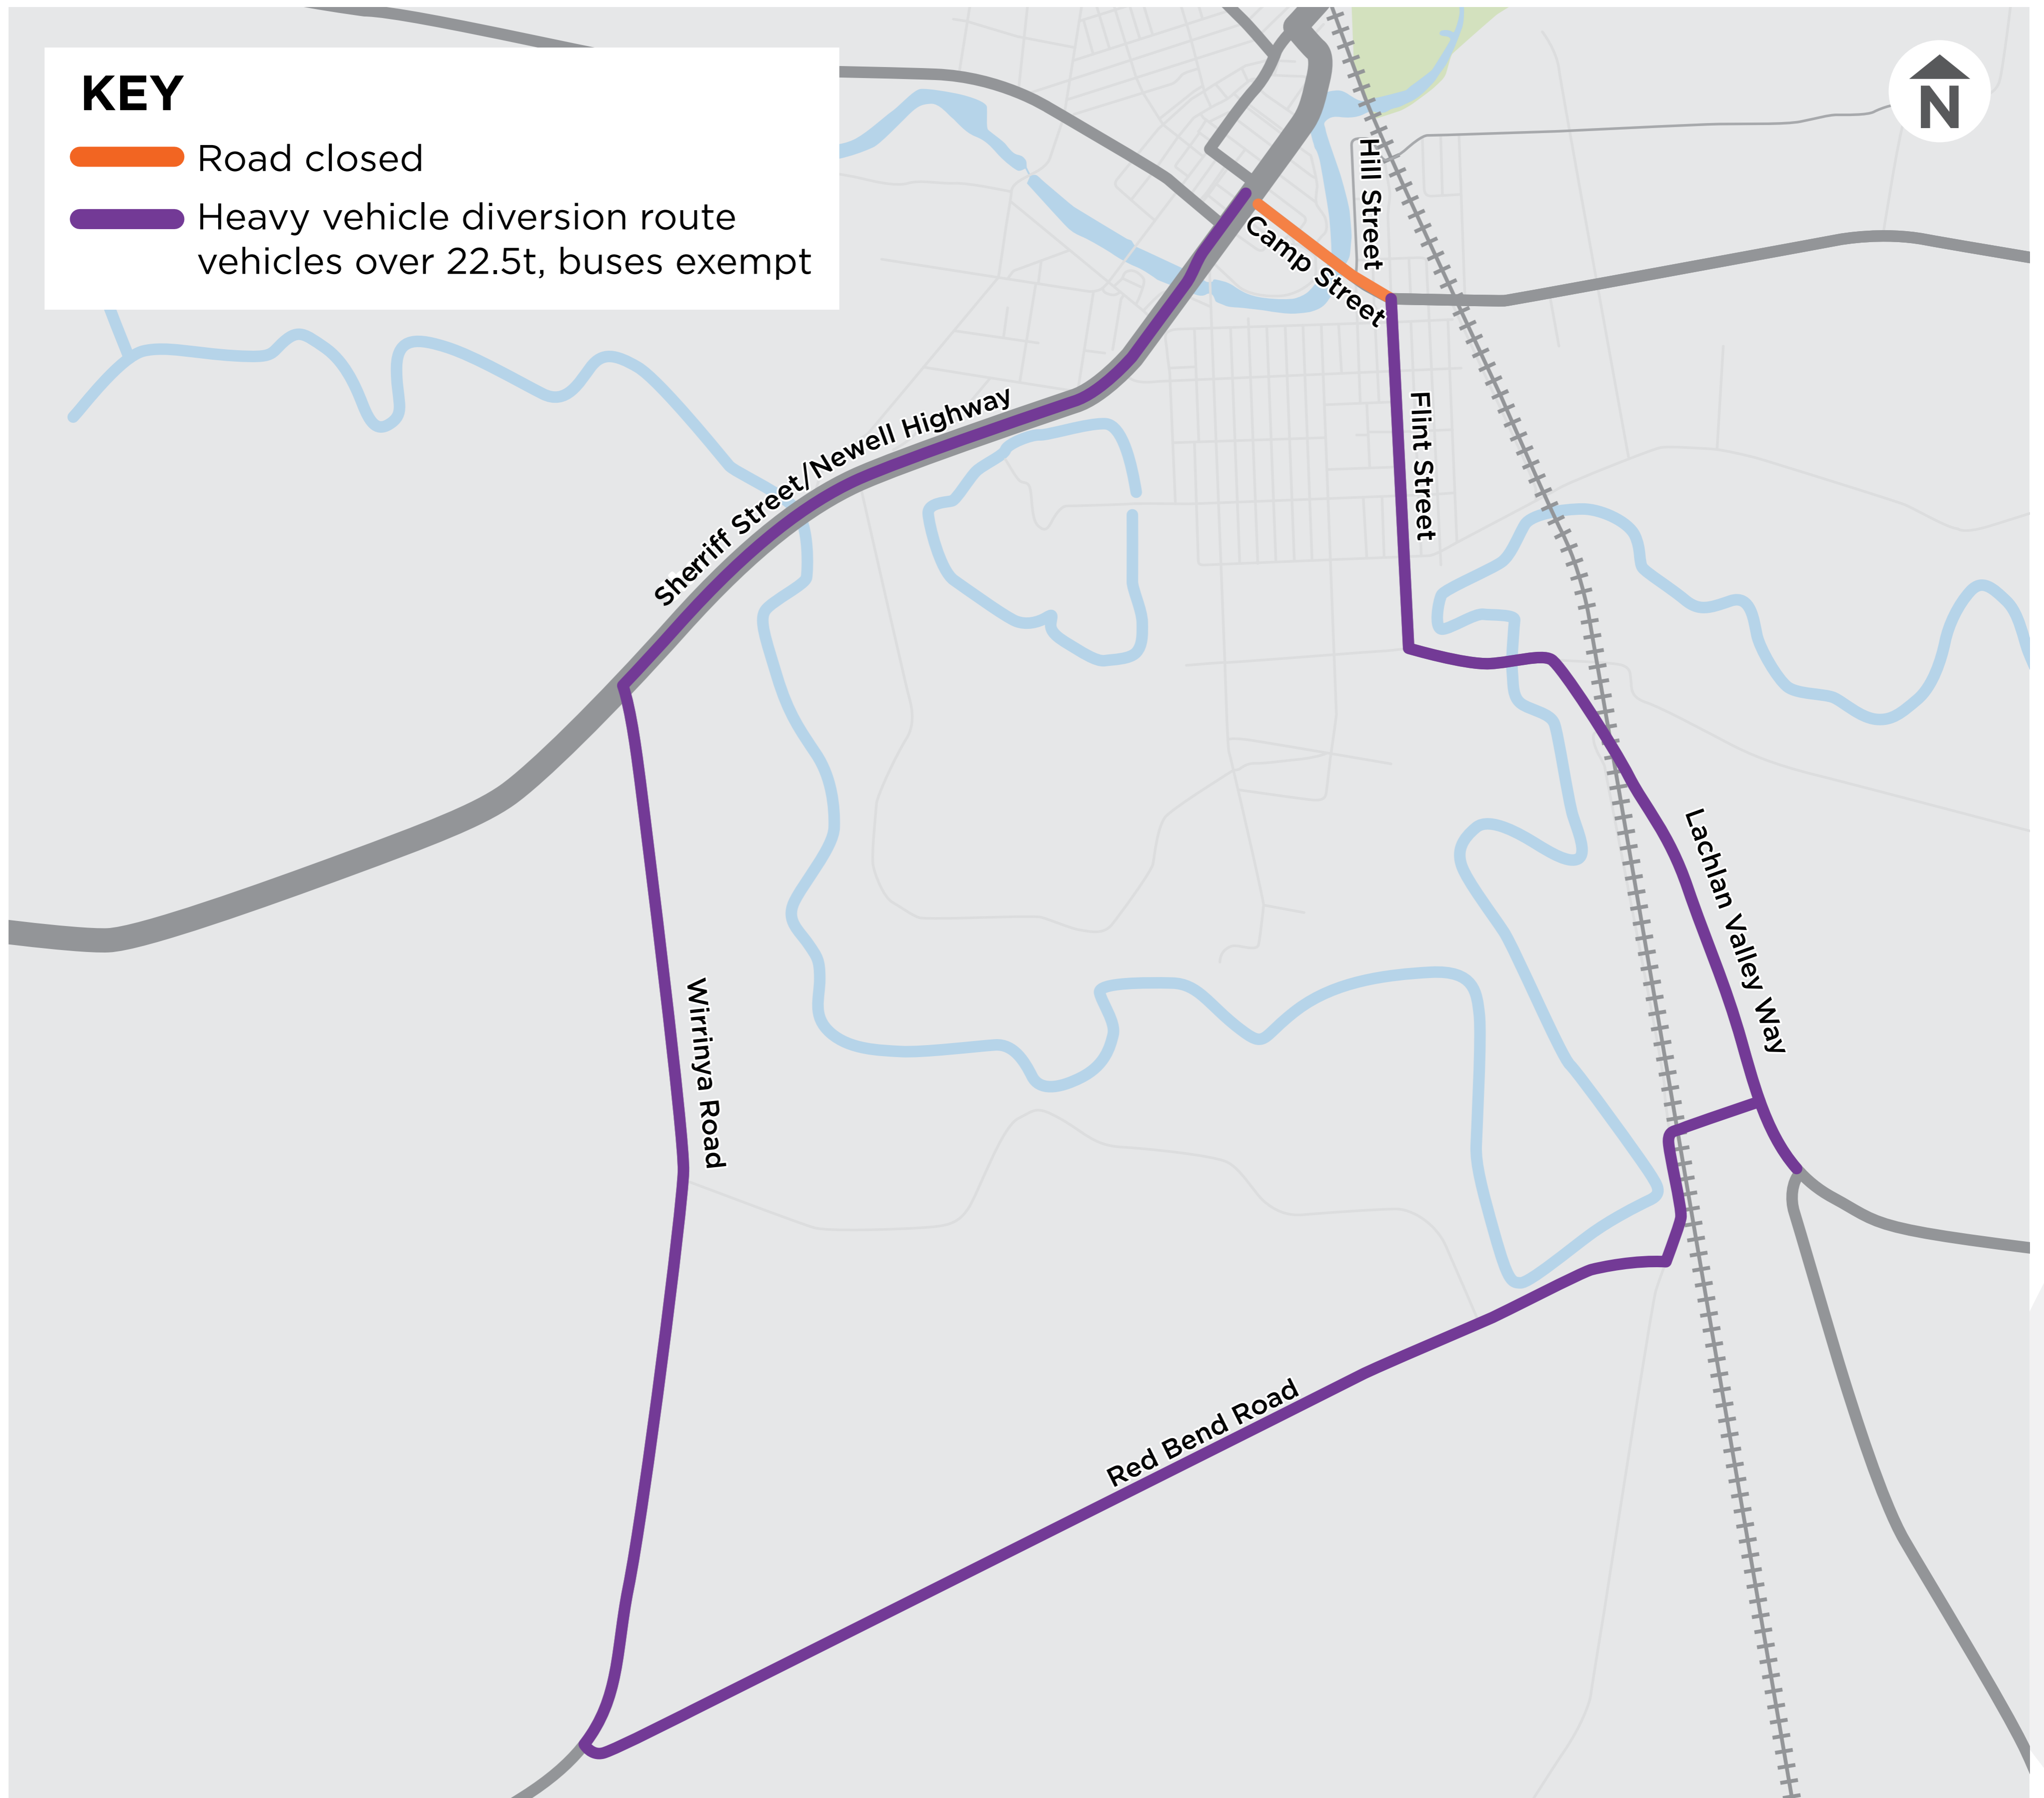 KEY
Road closed
Heavy vehicle diversion route
vehicles over 22.5t, buses exempt
N
Hill Street
Camp Street
Flint Street
Sherriff Street/Newell Highway
Lachlan Valley Way
Wirrinya Road
Red Bend Road